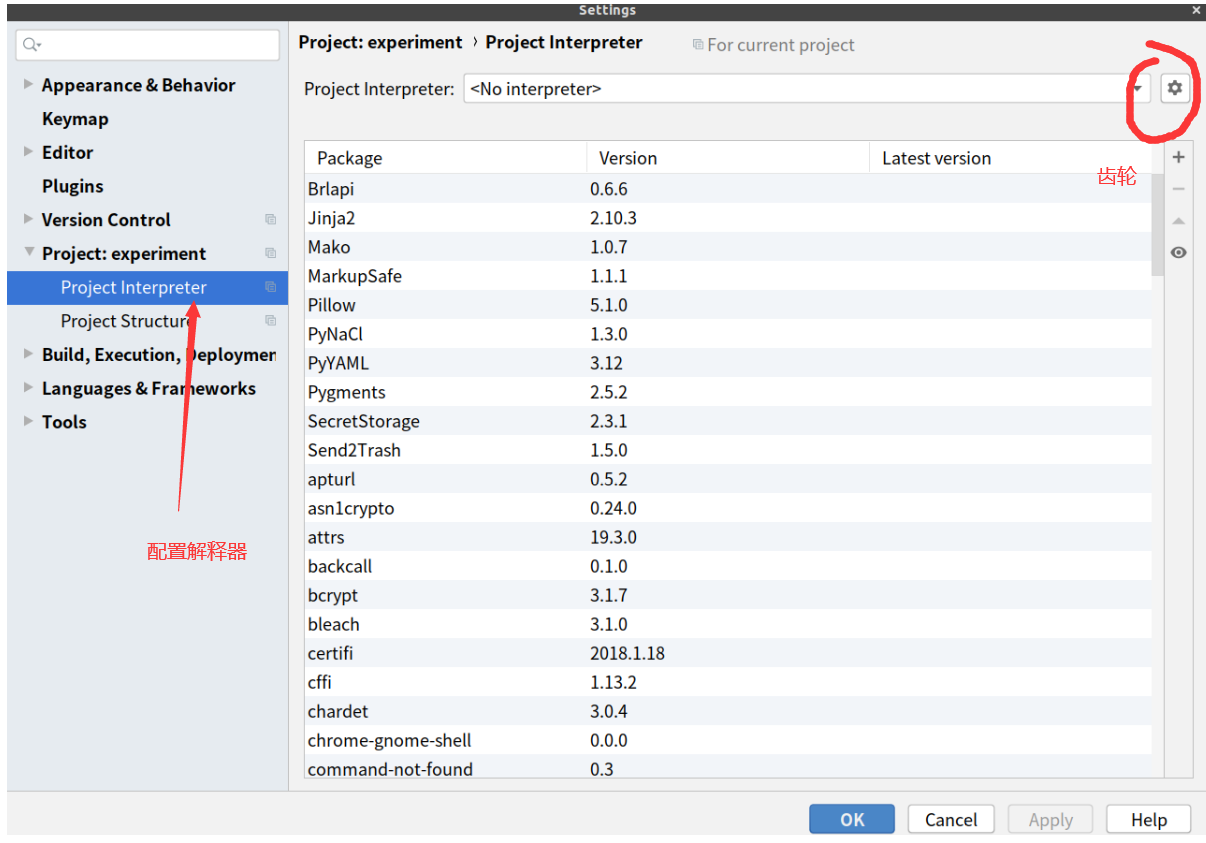 Settings
Project: experiment › Project Interpreter
For current project
Appearance & Behavior
Keymap
Editor
Plugins
Version Control
Project: experiment
Project Interpreter
Project Structure
Build, Execution, Deploymen
Languages & Frameworks
Tools
配置解释器
Project Interpreter: <No interpreter>
齿轮
Package Version Latest version
Brlapi 0.6.6
Jinja2 2.10.3
Mako 1.0.7
MarkupSafe 1.1.1
Pillow 5.1.0
PyNaCl 1.3.0
PyYAML 3.12
Pygments 2.5.2
SecretStorage 2.3.1
Send2Trash 1.5.0
apturl 0.5.2
asn1crypto 0.24.0
attrs 19.3.0
backcall 0.1.0
bcrypt 3.1.7
bleach 3.1.0
certifi 2018.1.18
cffi 1.13.2
chardet 3.0.4
chrome-gnome-shell 0.0.0
command-not-found 0.3
OK Cancel Apply Help